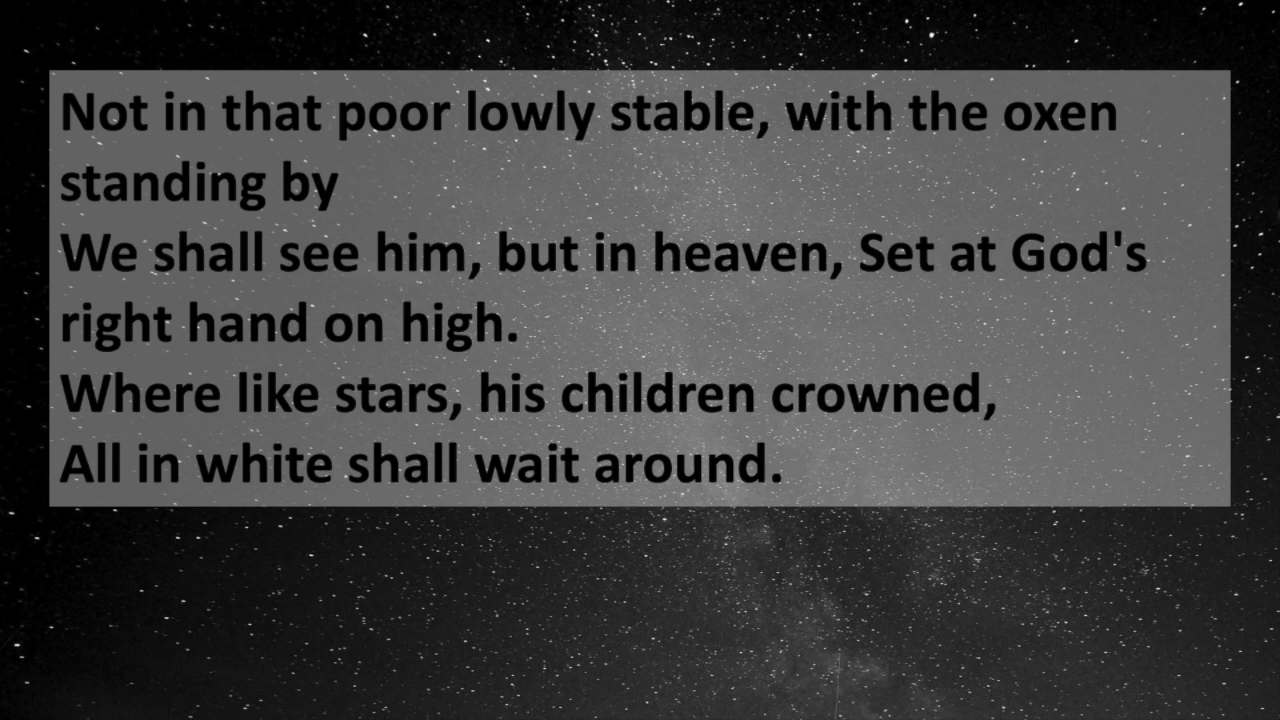 Not in that poor lowly stable, with the oxen
standing by
We shall see him, but in heaven, Set at God's
right hand on high.
Where like stars, his children crowned,
All in white shall wait around.